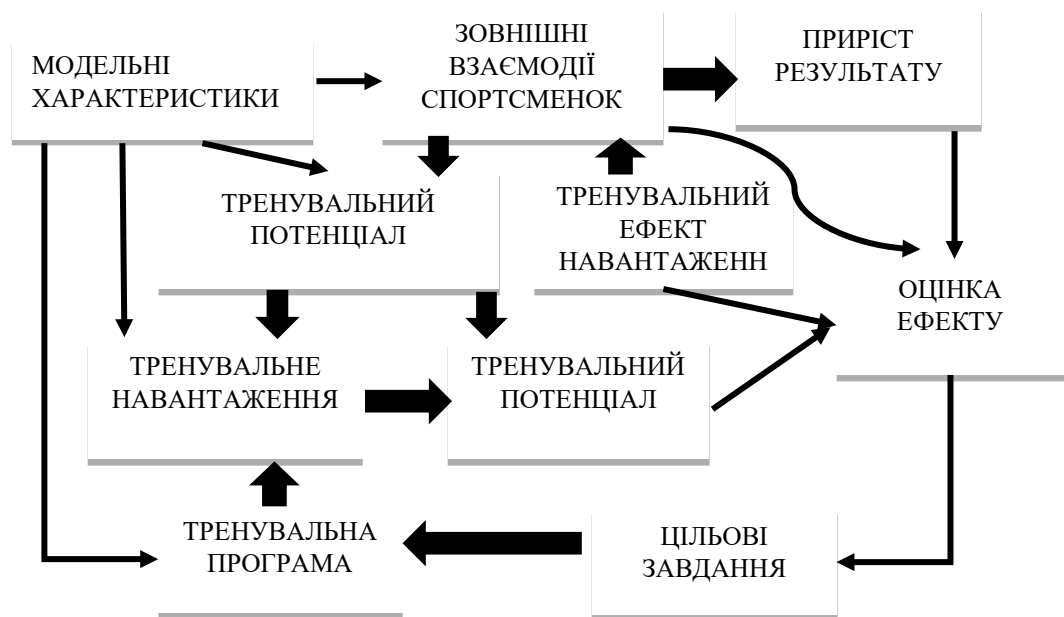 МОДЕЛЬНІ
ХАРАКТЕРИСТИКИ
ЗОВНІШНІ
ВЗАЄМОДІЇ
СПОРТСМЕНОК
ПРИРІСТ
РЕЗУЛЬТАТУ
ТРЕНУВАЛЬНИЙ
ПОТЕНЦІАЛ
ТРЕНУВАЛЬНИЙ
ЕФЕКТ
НАВАНТАЖЕНН
ОЦІНКА
ЕФЕКТУ
ТРЕНУВАЛЬНЕ
НАВАНТАЖЕННЯ
ТРЕНУВАЛЬНИЙ
ПОТЕНЦІАЛ
ТРЕНУВАЛЬНА
ПРОГРАМА
ЦІЛЬОВІ
ЗАВДАННЯ